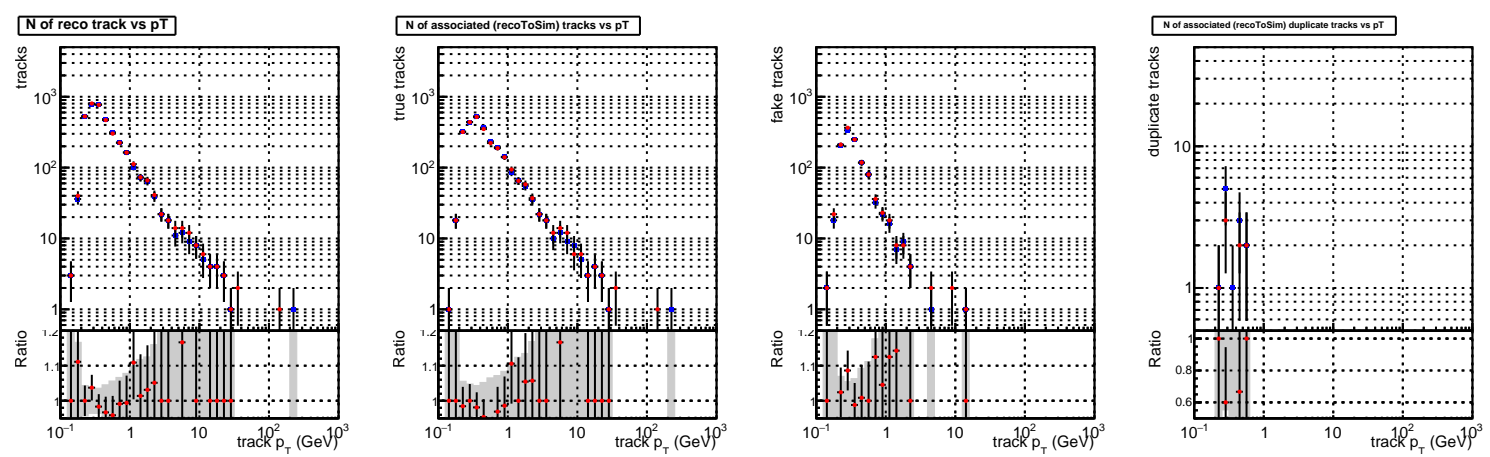 N of reco track vs pT
tracks
10³
10²
10
1
Ratio
1.2
1.1
1
10⁻¹ 1 10 10² 10³
track p_T (GeV)
N of associated (recoToSim) tracks vs pT
true tracks
10³
10²
10
1
Ratio
1.2
1.1
1
10⁻¹ 1 10 10² 10³
track p_T (GeV)
fake tracks
10³
10²
10
1
Ratio
1.2
1.1
1
10⁻¹ 1 10 10² 10³
track p_T (GeV)
N of associated (recoToSim) duplicate tracks vs pT
duplicate tracks
10
1
Ratio
1
0.8
0.6
10⁻¹ 1 10 10² 10³
track p_T (GeV)